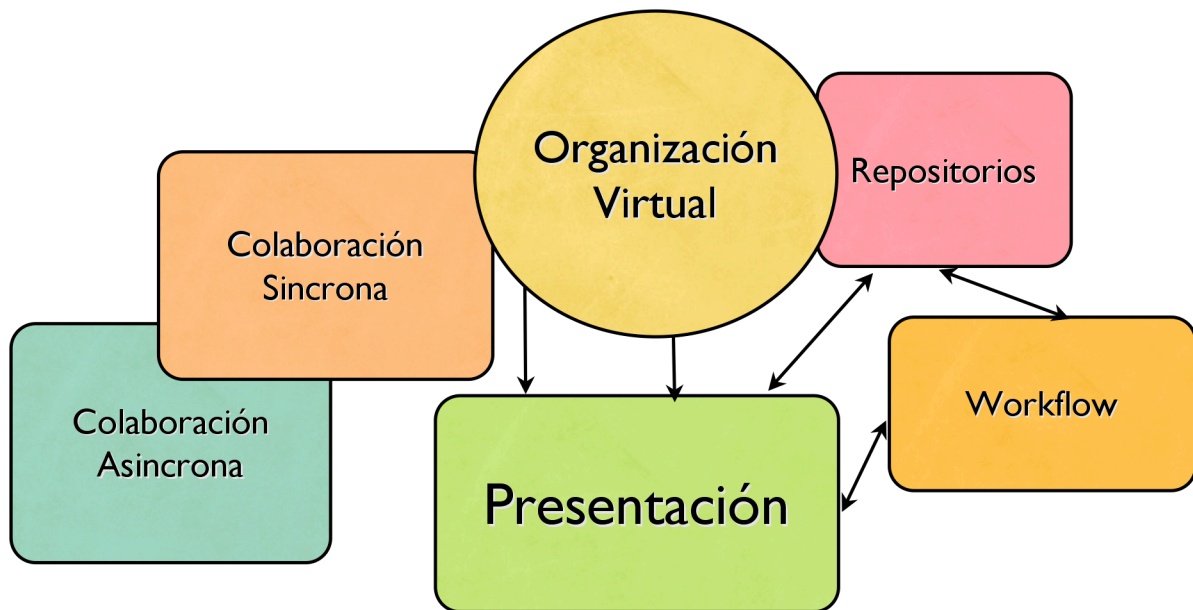 Organización
Virtual
Repositorios
Colaboración
Sincrona
Workflow
Colaboración
Asincrona
Presentación